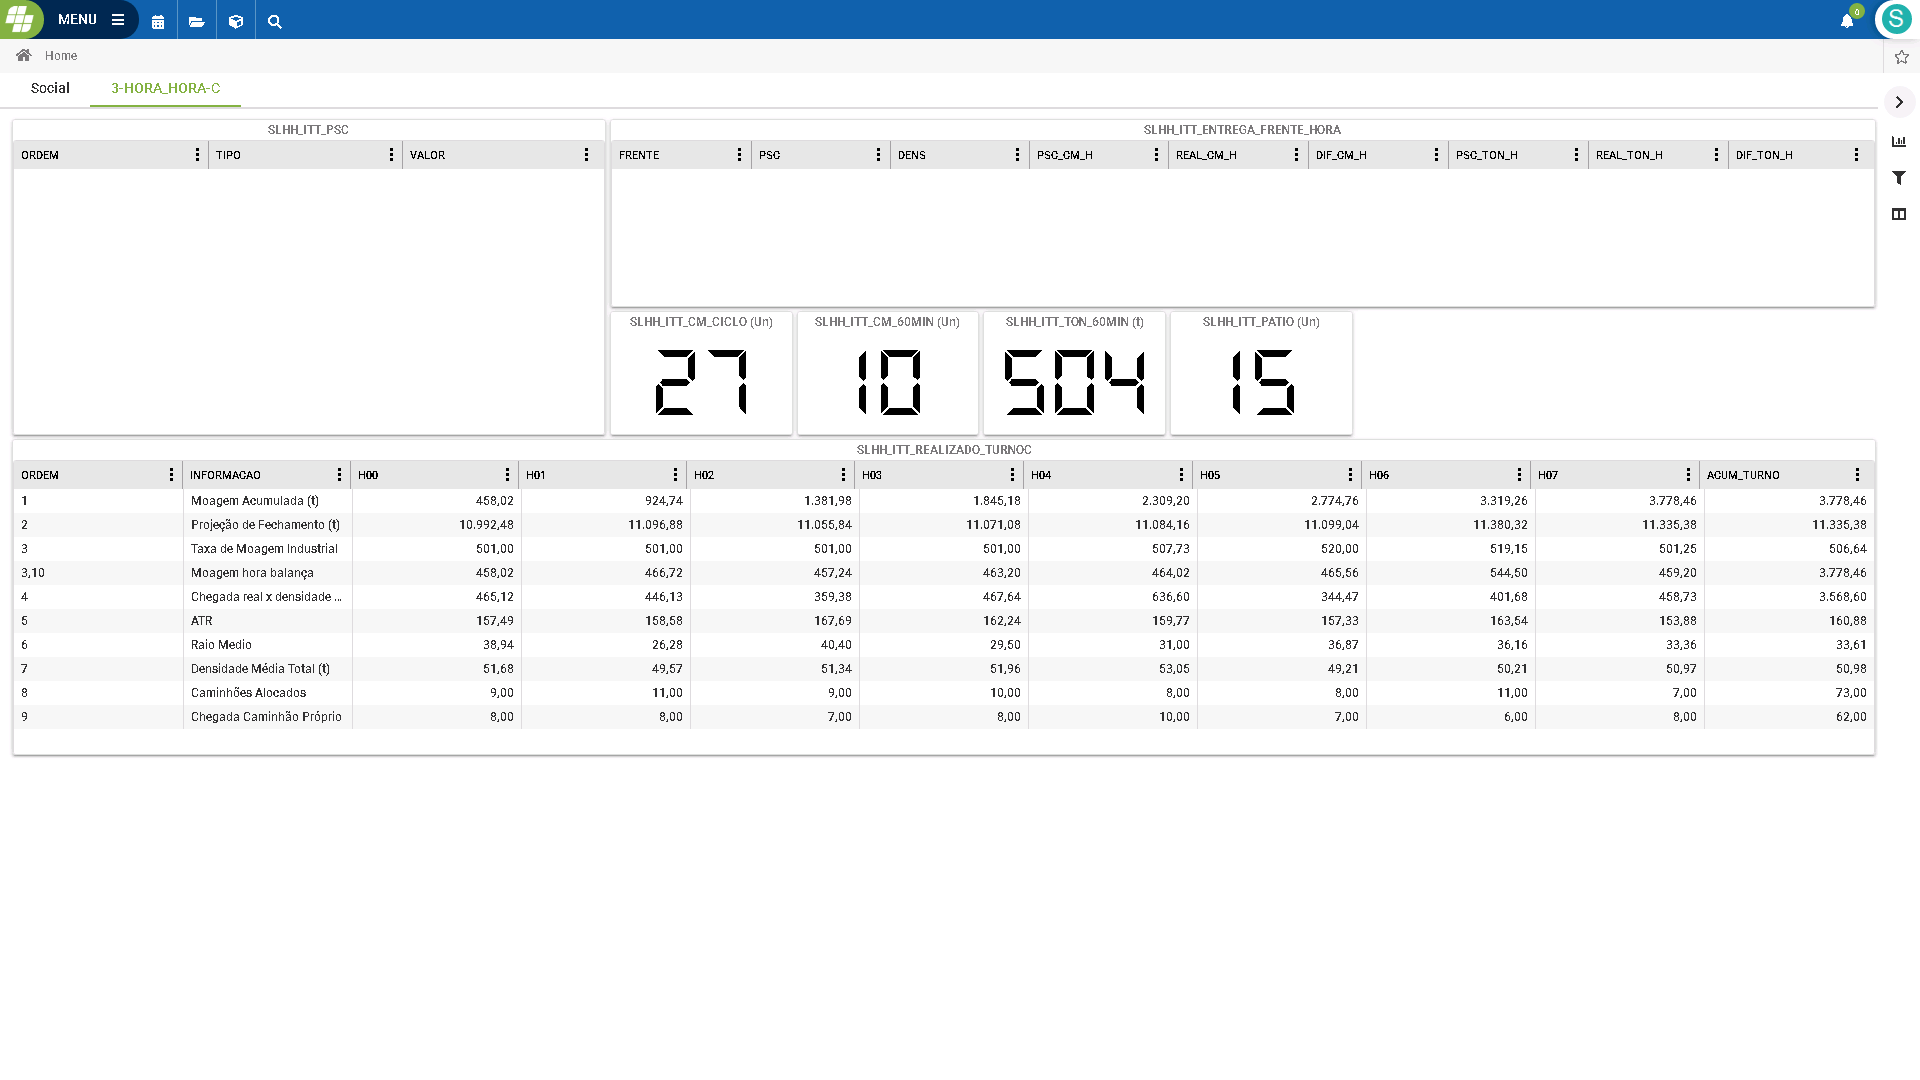 MENU
0
S
Home
Social 3-HORA_HORA-C
SLHH_ITT_PSC
ORDEM TIPO VALOR
SLHH_ITT_ENTREGA_FRENTE_HORA
FRENTE PSC DENS PSC_CM_H REAL_CM_H DIF_CM_H PSC_TON_H REAL_TON_H DIF_TON_H
SLHH_ITT_CM_CICLO (Un) SLHH_ITT_CM_60MIN (Un) SLHH_ITT_TON_60MIN (t) SLHH_ITT_PATIO (Un)
27 10 504 15
SLHH_ITT_REALIZADO_TURNOC
ORDEM INFORMACAO H00 H01 H02 H03 H04 H05 H06 H07 ACUM_TURNO
1 Moagem Acumulada (t) 458,02 924,74 1.381,98 1.845,18 2.309,20 2.774,76 3.319,26 3.778,46 3.778,46
2 Projeção de Fechamento (t) 10.992,48 11.096,88 11.055,84 11.071,08 11.084,16 11.099,04 11.380,32 11.335,38 11.335,38
3 Taxa de Moagem Industrial 501,00 501,00 501,00 501,00 507,73 520,00 519,15 501,25 506,64
3,10 Moagem hora balança 458,02 466,72 457,24 463,20 464,02 465,56 544,50 459,20 3.778,46
4 Chegada real x densidade ... 465,12 446,13 359,38 467,64 636,60 344,47 401,68 458,73 3.568,60
5 ATR 157,49 158,58 167,69 162,24 159,77 157,33 163,54 153,88 160,88
6 Raio Medio 38,94 26,28 40,40 29,50 31,00 36,87 36,16 33,36 33,61
7 Densidade Média Total (t) 51,68 49,57 51,34 51,96 53,05 49,21 50,21 50,97 50,98
8 Caminhões Alocados 9,00 11,00 9,00 10,00 8,00 8,00 11,00 7,00 73,00
9 Chegada Caminhão Próprio 8,00 8,00 7,00 8,00 10,00 7,00 6,00 8,00 62,00